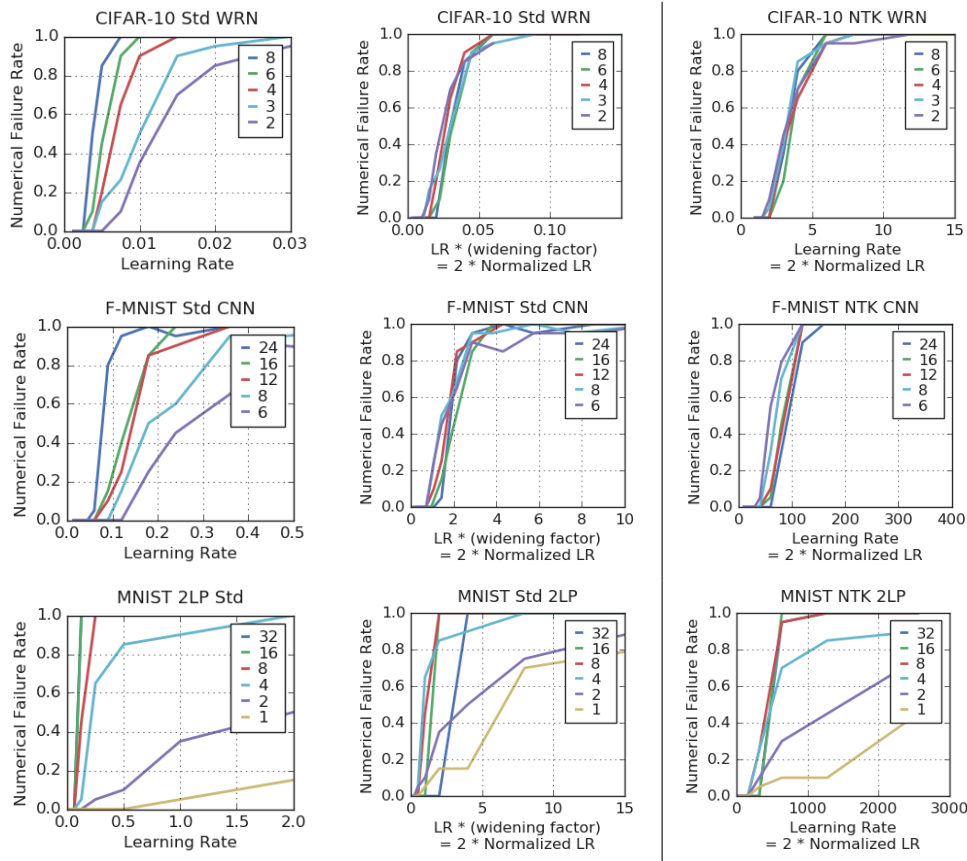 CIFAR-10 Std WRN
Numerical Failure Rate
1.0
0.8
0.6
0.4
0.2
0.0
0.00 0.01 0.02 0.03
Learning Rate
8
6
4
3
2
CIFAR-10 Std WRN
Numerical Failure Rate
1.0
0.8
0.6
0.4
0.2
0.0
0.00 0.05 0.10
LR * (widening factor)
= 2 * Normalized LR
8
6
4
3
2
CIFAR-10 NTK WRN
Numerical Failure Rate
1.0
0.8
0.6
0.4
0.2
0.0
0 5 10 15
Learning Rate
= 2 * Normalized LR
8
6
4
3
2
F-MNIST Std CNN
Numerical Failure Rate
1.0
0.8
0.6
0.4
0.2
0.0
0.0 0.1 0.2 0.3 0.4 0.5
Learning Rate
24
16
12
8
6
F-MNIST Std CNN
Numerical Failure Rate
1.0
0.8
0.6
0.4
0.2
0.0
0 2 4 6 8 10
LR * (widening factor)
= 2 * Normalized LR
24
16
12
8
6
F-MNIST NTK CNN
Numerical Failure Rate
1.0
0.8
0.6
0.4
0.2
0.0
0 100 200 300 400
Learning Rate
= 2 * Normalized LR
24
16
12
8
6
MNIST 2LP Std
Numerical Failure Rate
1.0
0.8
0.6
0.4
0.2
0.0
0.0 0.5 1.0 1.5 2.0
Learning Rate
32
16
8
4
2
1
MNIST Std 2LP
Numerical Failure Rate
1.0
0.8
0.6
0.4
0.2
0.0
0 5 10 15
LR * (widening factor)
= 2 * Normalized LR
32
16
8
4
2
1
MNIST NTK 2LP
Numerical Failure Rate
1.0
0.8
0.6
0.4
0.2
0.0
0 1000 2000 3000
Learning Rate
= 2 * Normalized LR
32
16
8
4
2
1